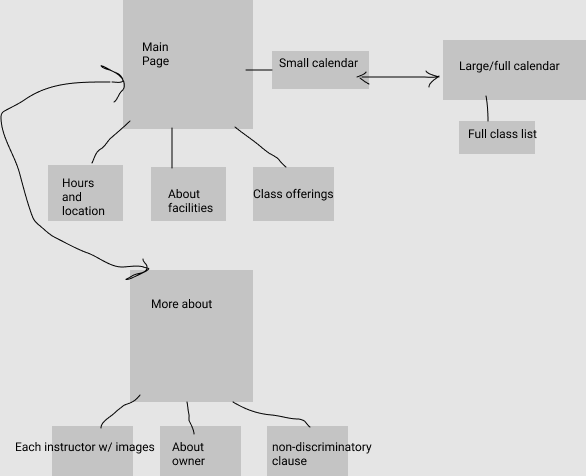 Main
Page
Small calendar
Large/full calendar
Full class list
Hours
and
location
About
facilities
Class offerings
More about
Each instructor w/ images
About
owner
non-discriminatory
clause